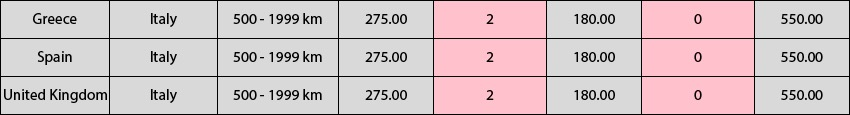 Greece Italy 500 - 1999 km 275.00 2 180.00 0 550.00
Spain Italy 500 - 1999 km 275.00 2 180.00 0 550.00
United Kingdom Italy 500 - 1999 km 275.00 2 180.00 0 550.00